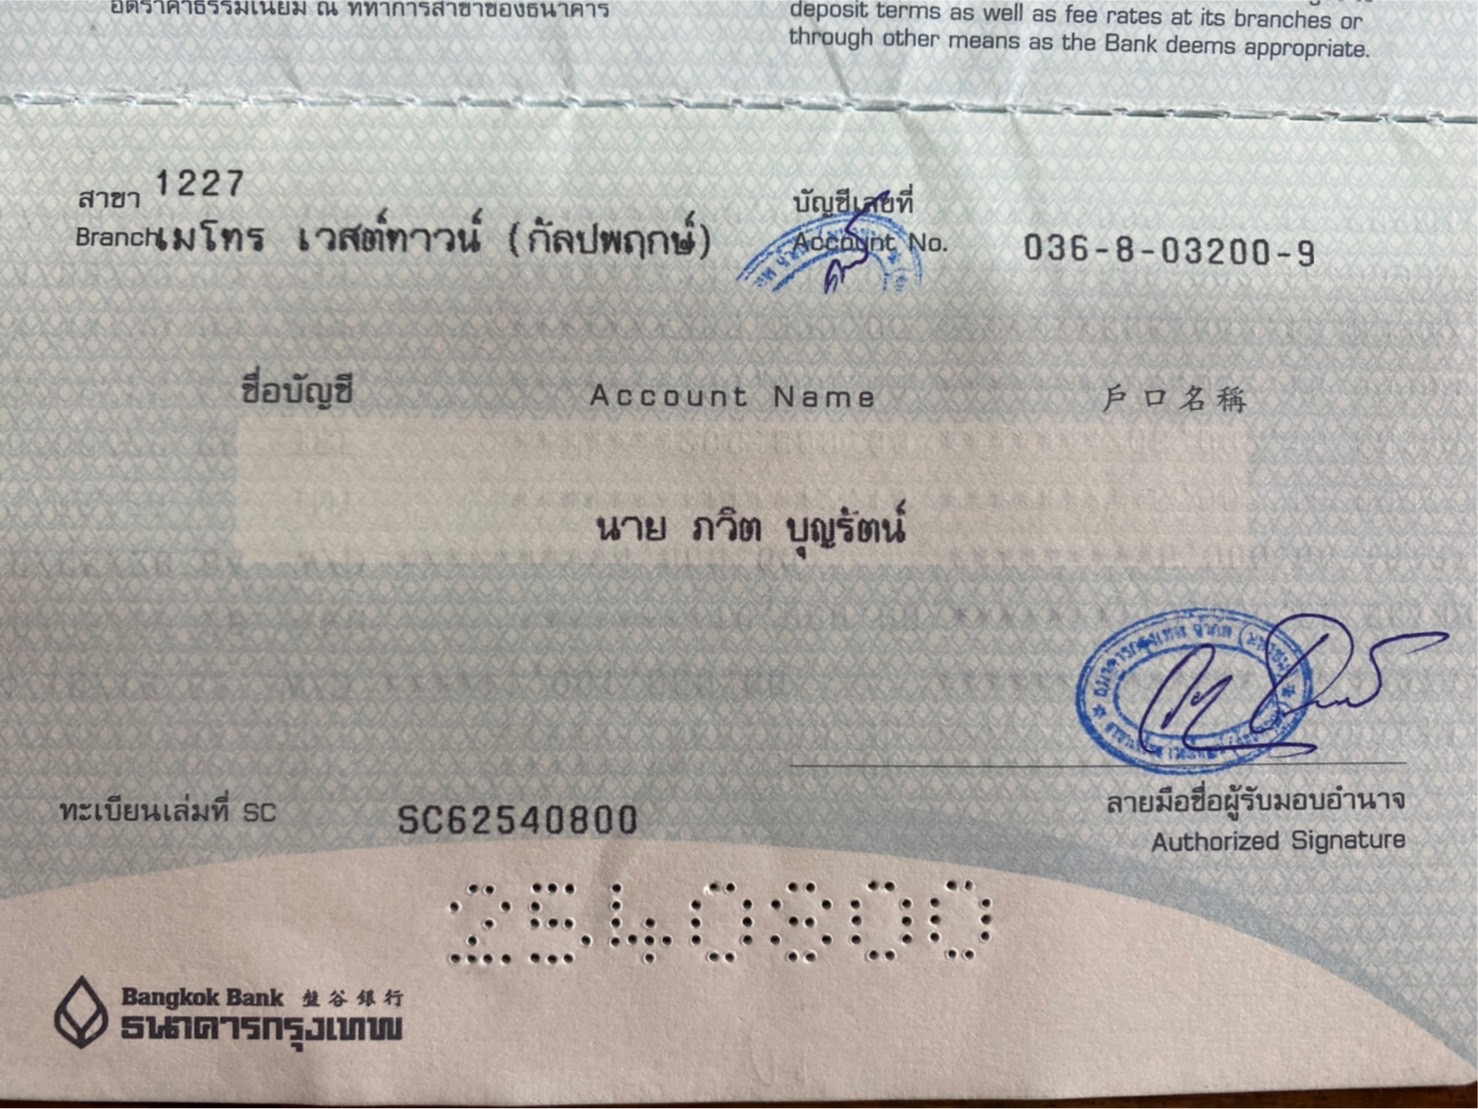 อัตราค่าธรรมเนียม ณ ที่ทำการสาขาของธนาคาร
deposit terms as well as fee rates at its branches or
through other means as the Bank deems appropriate.
สาขา 1227
Branch เมโทร เวสต์ทาวน์ (กัลปพฤกษ์)
บัญชีเลขที่
Account No. 036-8-03200-9
ชื่อบัญชี Account Name 戶口名稱
นาย ภวิต บุญรัตน์
ทะเบียนเล่มที่ SC SC62540800
ลายมือชื่อผู้รับมอบอำนาจ
Authorized Signature
2540800
Bangkok Bank 盤谷銀行
ธนาคารกรุงเทพ